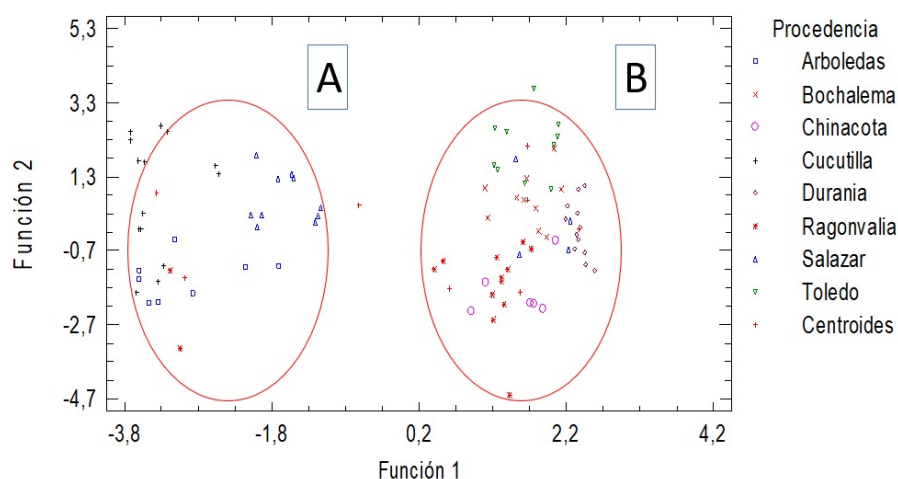 5,3
3,3
1,3
-0,7
-2,7
-4,7
Función 2
A
B
-3,8 -1,8 0,2 2,2 4,2
Función 1
Procedencia
Arboledas
Bochalema
Chinacota
Cucutilla
Durania
Ragonvalia
Salazar
Toledo
Centroides